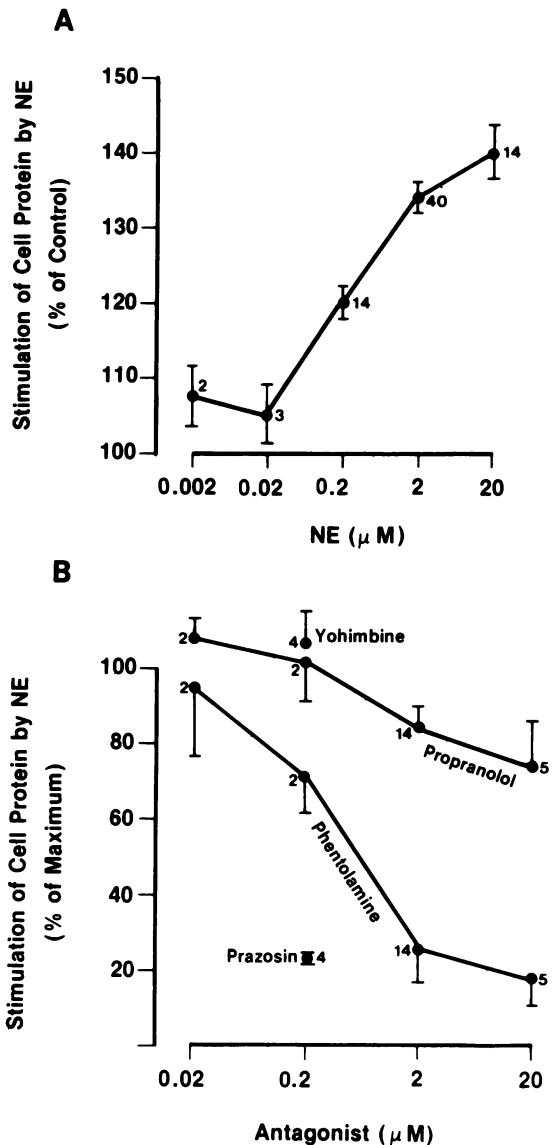 A
Stimulation of Cell Protein by NE
(% of Control)
150
140
130
120
110
100
2
3
14
40
14
0.002 0.02 0.2 2 20
NE (μ M)
B
Stimulation of Cell Protein by NE
(% of Maximum)
100
80
60
40
20
2
4 Yohimbine
2
14
Propranolol
5
2
2
Phentolamine
Prazosin 4
14
5
0.02 0.2 2 20
Antagonist (μ M)